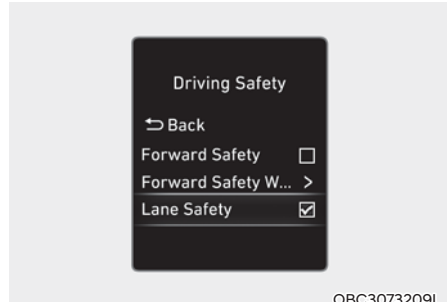 Driving Safety
Back
Forward Safety
Forward Safety W... >
Lane Safety
OBC3073209L